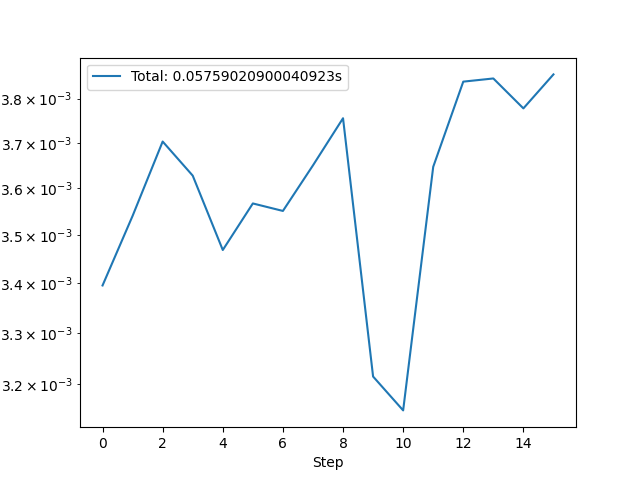 Total: 0.05759020900040923s
3.8 × 10⁻³
3.7 × 10⁻³
3.6 × 10⁻³
3.5 × 10⁻³
3.4 × 10⁻³
3.3 × 10⁻³
3.2 × 10⁻³
0 2 4 6 8 10 12 14
Step